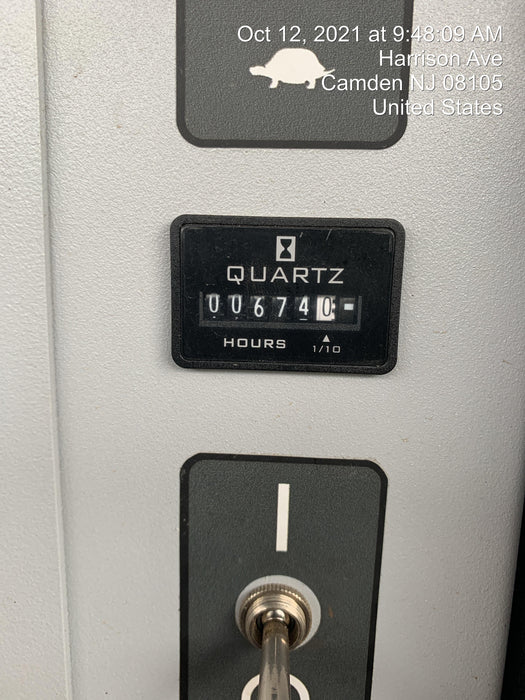 Oct 12, 2021 at 9:48:09 AM
Harrison Ave
Camden NJ 08105
United States
QUARTZ
006740
HOURS
1/10